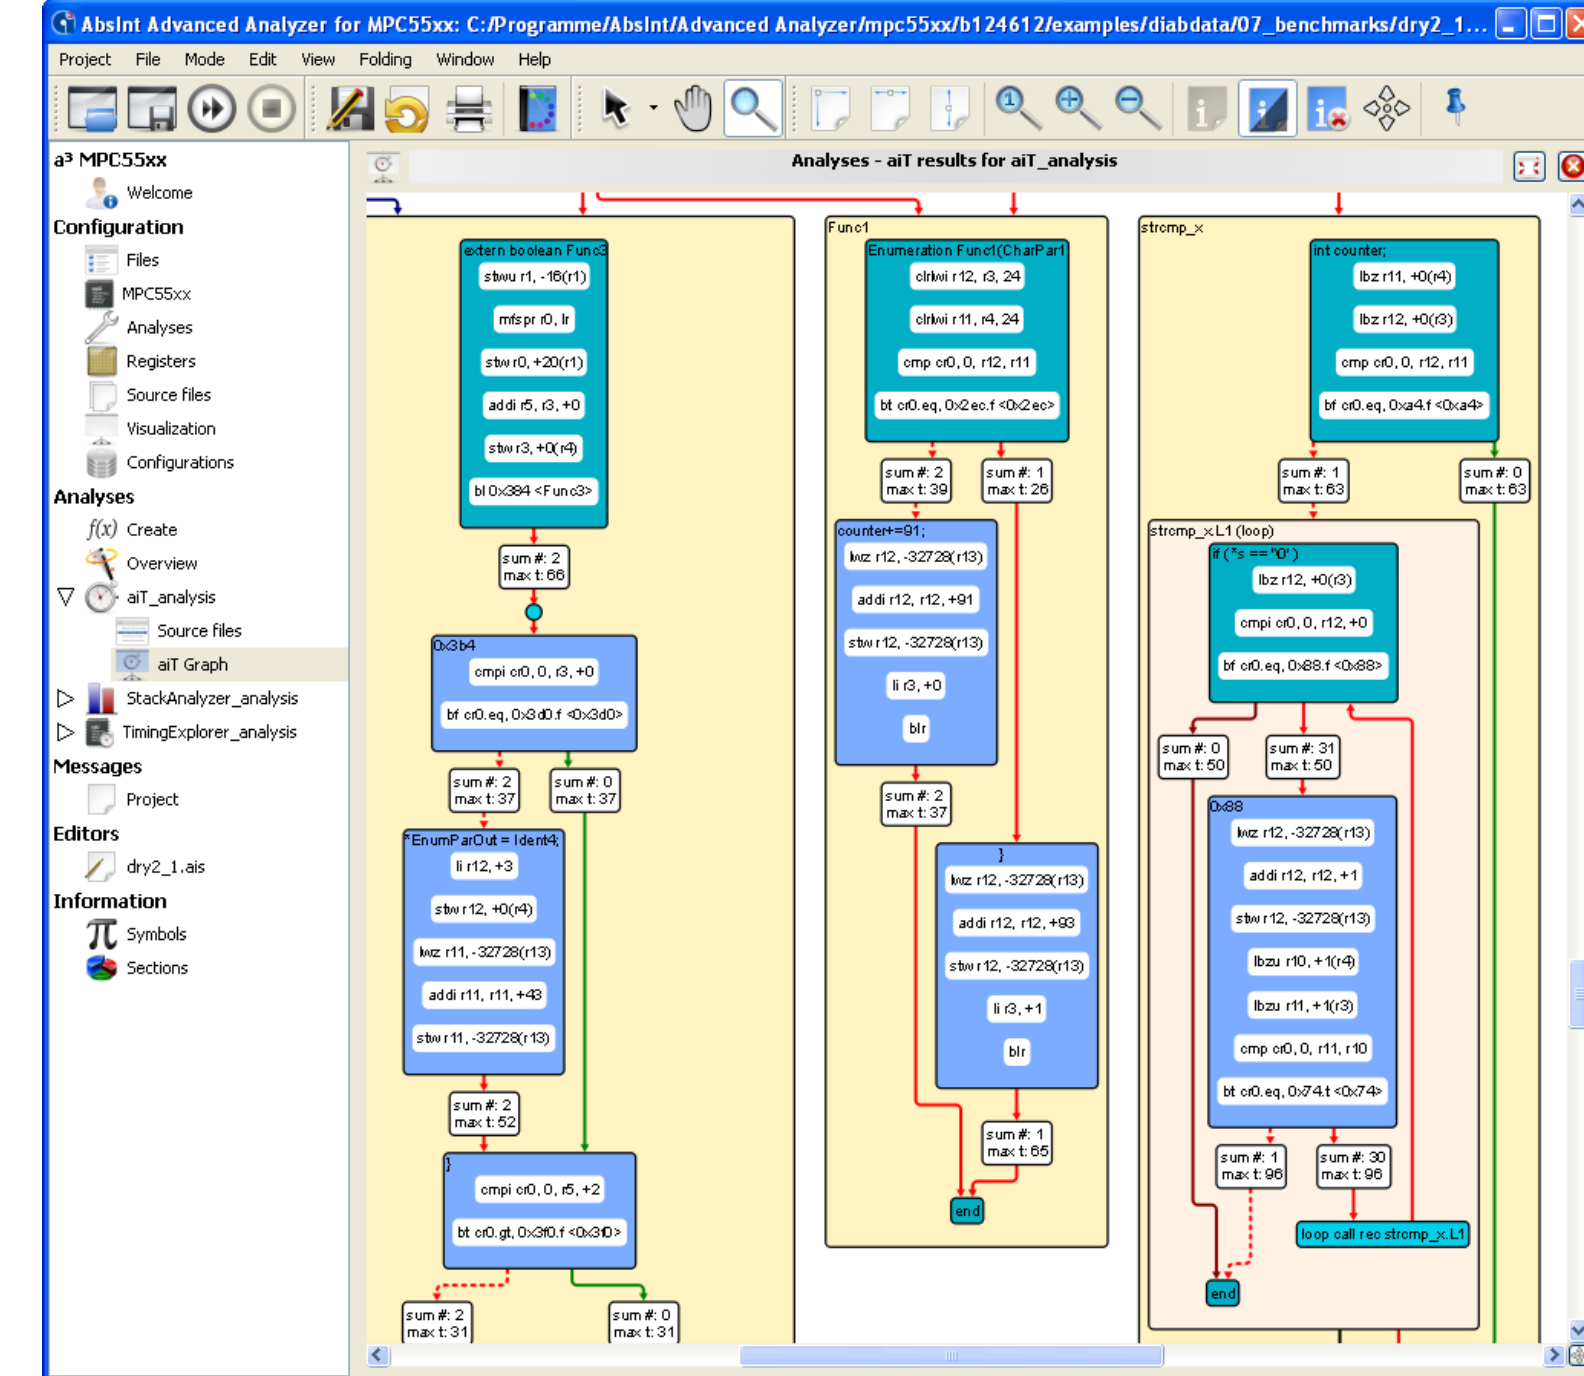 AbsInt Advanced Analyzer for MPC55xx: C:/Programme/AbsInt/Advanced Analyzer/mpc55xx/b124612/examples/diabdata/07_benchmarks/dry2_1...
Project File Mode Edit View Folding Window Help
a³ MPC55xx
Welcome
Configuration
Files
MPC55xx
Analyses
Registers
Source files
Visualization
Configurations
Analyses
f(x) Create
Overview
aiT_analysis
Source files
aiT Graph
StackAnalyzer_analysis
TimingExplorer_analysis
Messages
Project
Editors
dry2_1.ais
Information
Symbols
Sections
Analyses - aiT results for aiT_analysis
extern boolean Func3
stwu r1, -16(r1)
mfspr r0, lr
stw r0, +20(r1)
addi r5, r3, +0
stw r3, +0(r4)
bl 0x384 <Func3>
sum #: 2
max t: 66
0x3b4
cmpi cr0, 0, r3, +0
bf cr0.eq, 0x3d0.f <0x3d0>
sum #: 2
max t: 37
sum #: 0
max t: 37
*EnumParOut = Ident4;
li r12, +3
stw r12, +0(r4)
lwz r11, -32728(r13)
addi r11, r11, +43
stw r11, -32728(r13)
sum #: 2
max t: 52
}
cmpi cr0, 0, r5, +2
bt cr0.gt, 0x3f0.f <0x3f0>
sum #: 2
max t: 31
sum #: 0
max t: 31
Func1
Enumeration Func1(CharPar1
clrlwi r12, r3, 24
clrlwi r11, r4, 24
cmp cr0, 0, r12, r11
bt cr0.eq, 0x2ec.f <0x2ec>
sum #: 2
max t: 39
sum #: 1
max t: 26
counter+=91;
lwz r12, -32728(r13)
addi r12, r12, +91
stw r12, -32728(r13)
li r3, +0
blr
sum #: 2
max t: 37
}
lwz r12, -32728(r13)
addi r12, r12, +93
stw r12, -32728(r13)
li r3, +1
blr
sum #: 1
max t: 65
end
strcmp_x
int counter;
lbz r11, +0(r4)
lbz r12, +0(r3)
cmp cr0, 0, r12, r11
bf cr0.eq, 0xa4.f <0xa4>
sum #: 1
max t: 63
sum #: 0
max t: 63
strcmp_x.L1 (loop)
if (*s == '\0')
lbz r12, +0(r3)
cmpi cr0, 0, r12, +0
bf cr0.eq, 0x88.f <0x88>
sum #: 0
max t: 50
sum #: 31
max t: 50
0x88
lwz r12, -32728(r13)
addi r12, r12, +1
stw r12, -32728(r13)
lbzu r10, +1(r4)
lbzu r11, +1(r3)
cmp cr0, 0, r11, r10
bt cr0.eq, 0x74.t <0x74>
sum #: 1
max t: 96
sum #: 30
max t: 96
loop call rec strcmp_x.L1
end